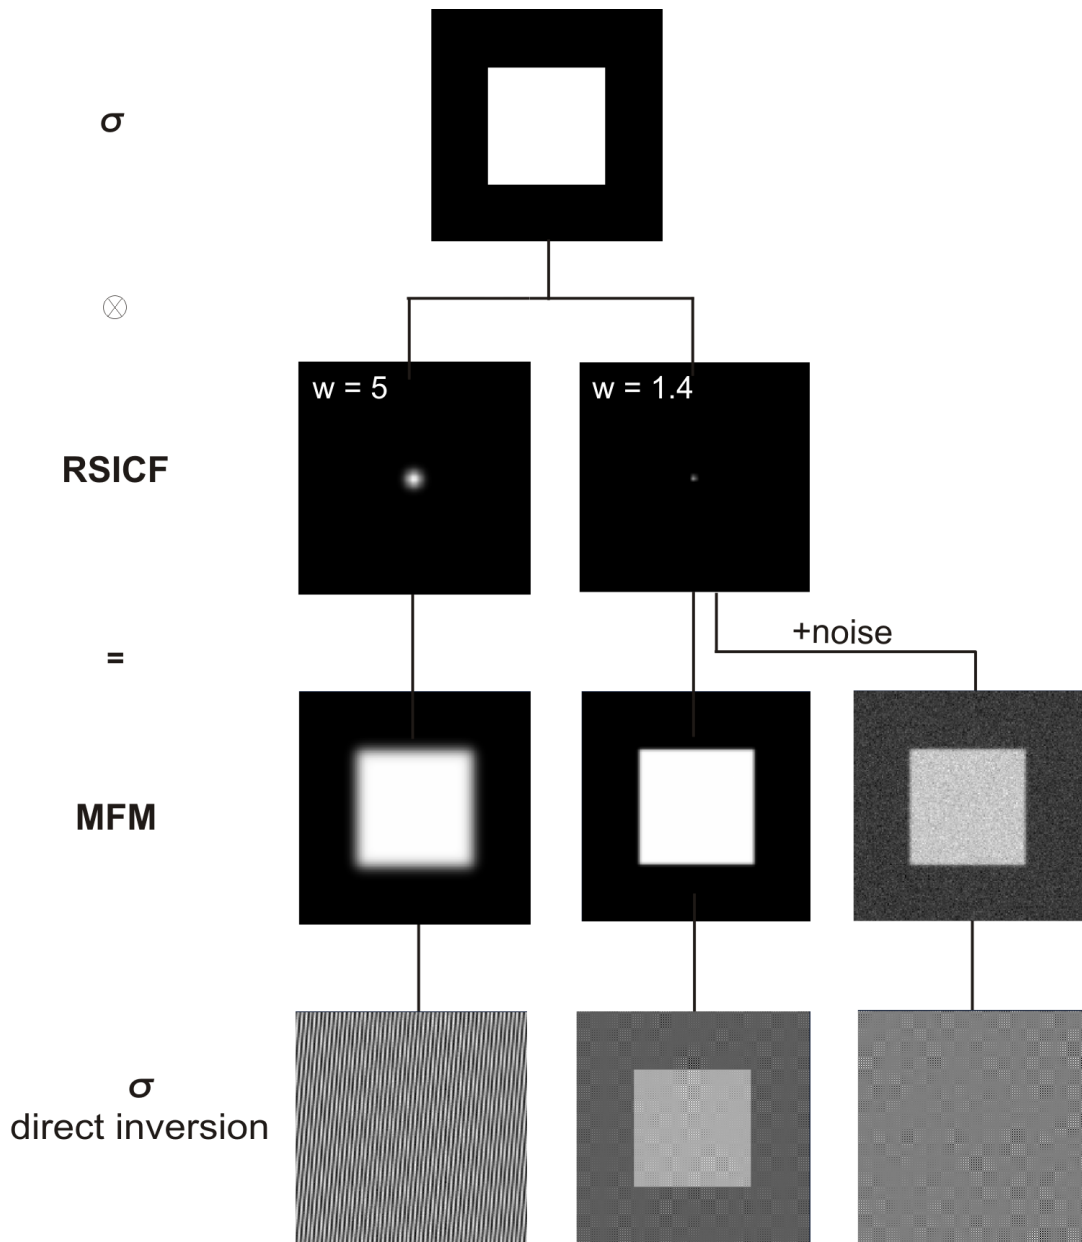 σ
⊗
w = 5
w = 1.4
RSICF
+noise
=
MFM
σ
direct inversion